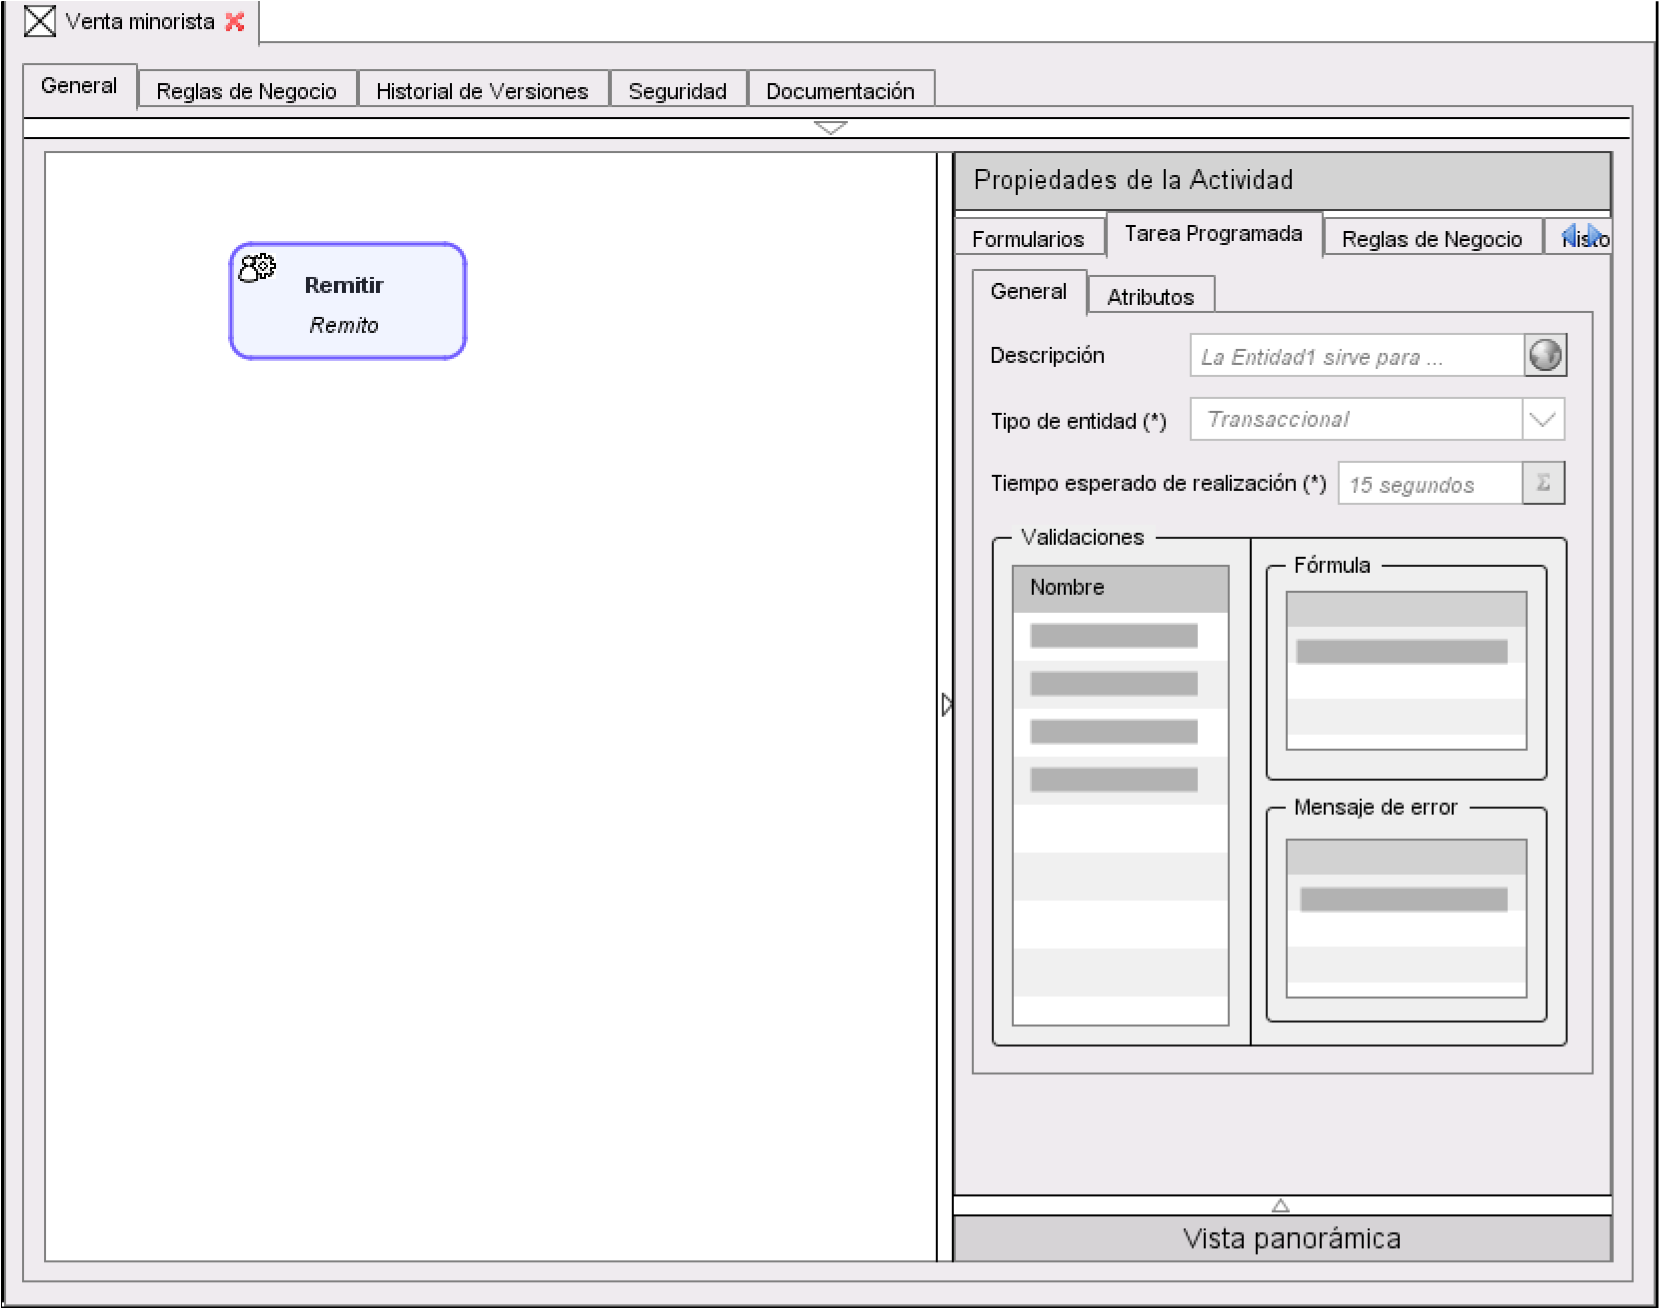 Venta minorista
General
Reglas de Negocio
Historial de Versiones
Seguridad
Documentación
Propiedades de la Actividad
Formularios
Tarea Programada
Reglas de Negocio
Remitir
Remito
General
Atributos
Descripción
La Entidad1 sirve para ...
Tipo de entidad (*)
Transaccional
Tiempo esperado de realización (*)
15 segundos
Σ
Validaciones
Nombre
Fórmula
Mensaje de error
Vista panorámica